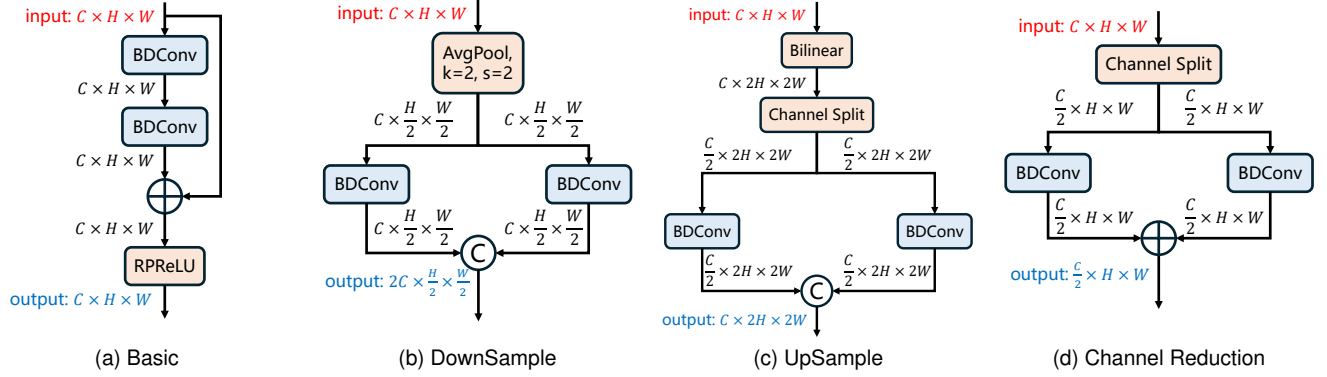 input: C × H × W
BDConv
C × H × W
BDConv
C × H × W
C × H × W
RPReLU
output: C × H × W
(a) Basic
input: C × H × W
AvgPool,
k=2, s=2
C × H/2 × W/2 C × H/2 × W/2
BDConv BDConv
C × H/2 × W/2 C × H/2 × W/2
C
output: 2C × H/2 × W/2
(b) DownSample
input: C × H × W
Bilinear
C × 2H × 2W
Channel Split
C/2 × 2H × 2W C/2 × 2H × 2W
BDConv BDConv
C/2 × 2H × 2W C/2 × 2H × 2W
C
output: C × 2H × 2W
(c) UpSample
input: C × H × W
Channel Split
C/2 × H × W C/2 × H × W
BDConv BDConv
C/2 × H × W C/2 × H × W
output: C/2 × H × W
(d) Channel Reduction